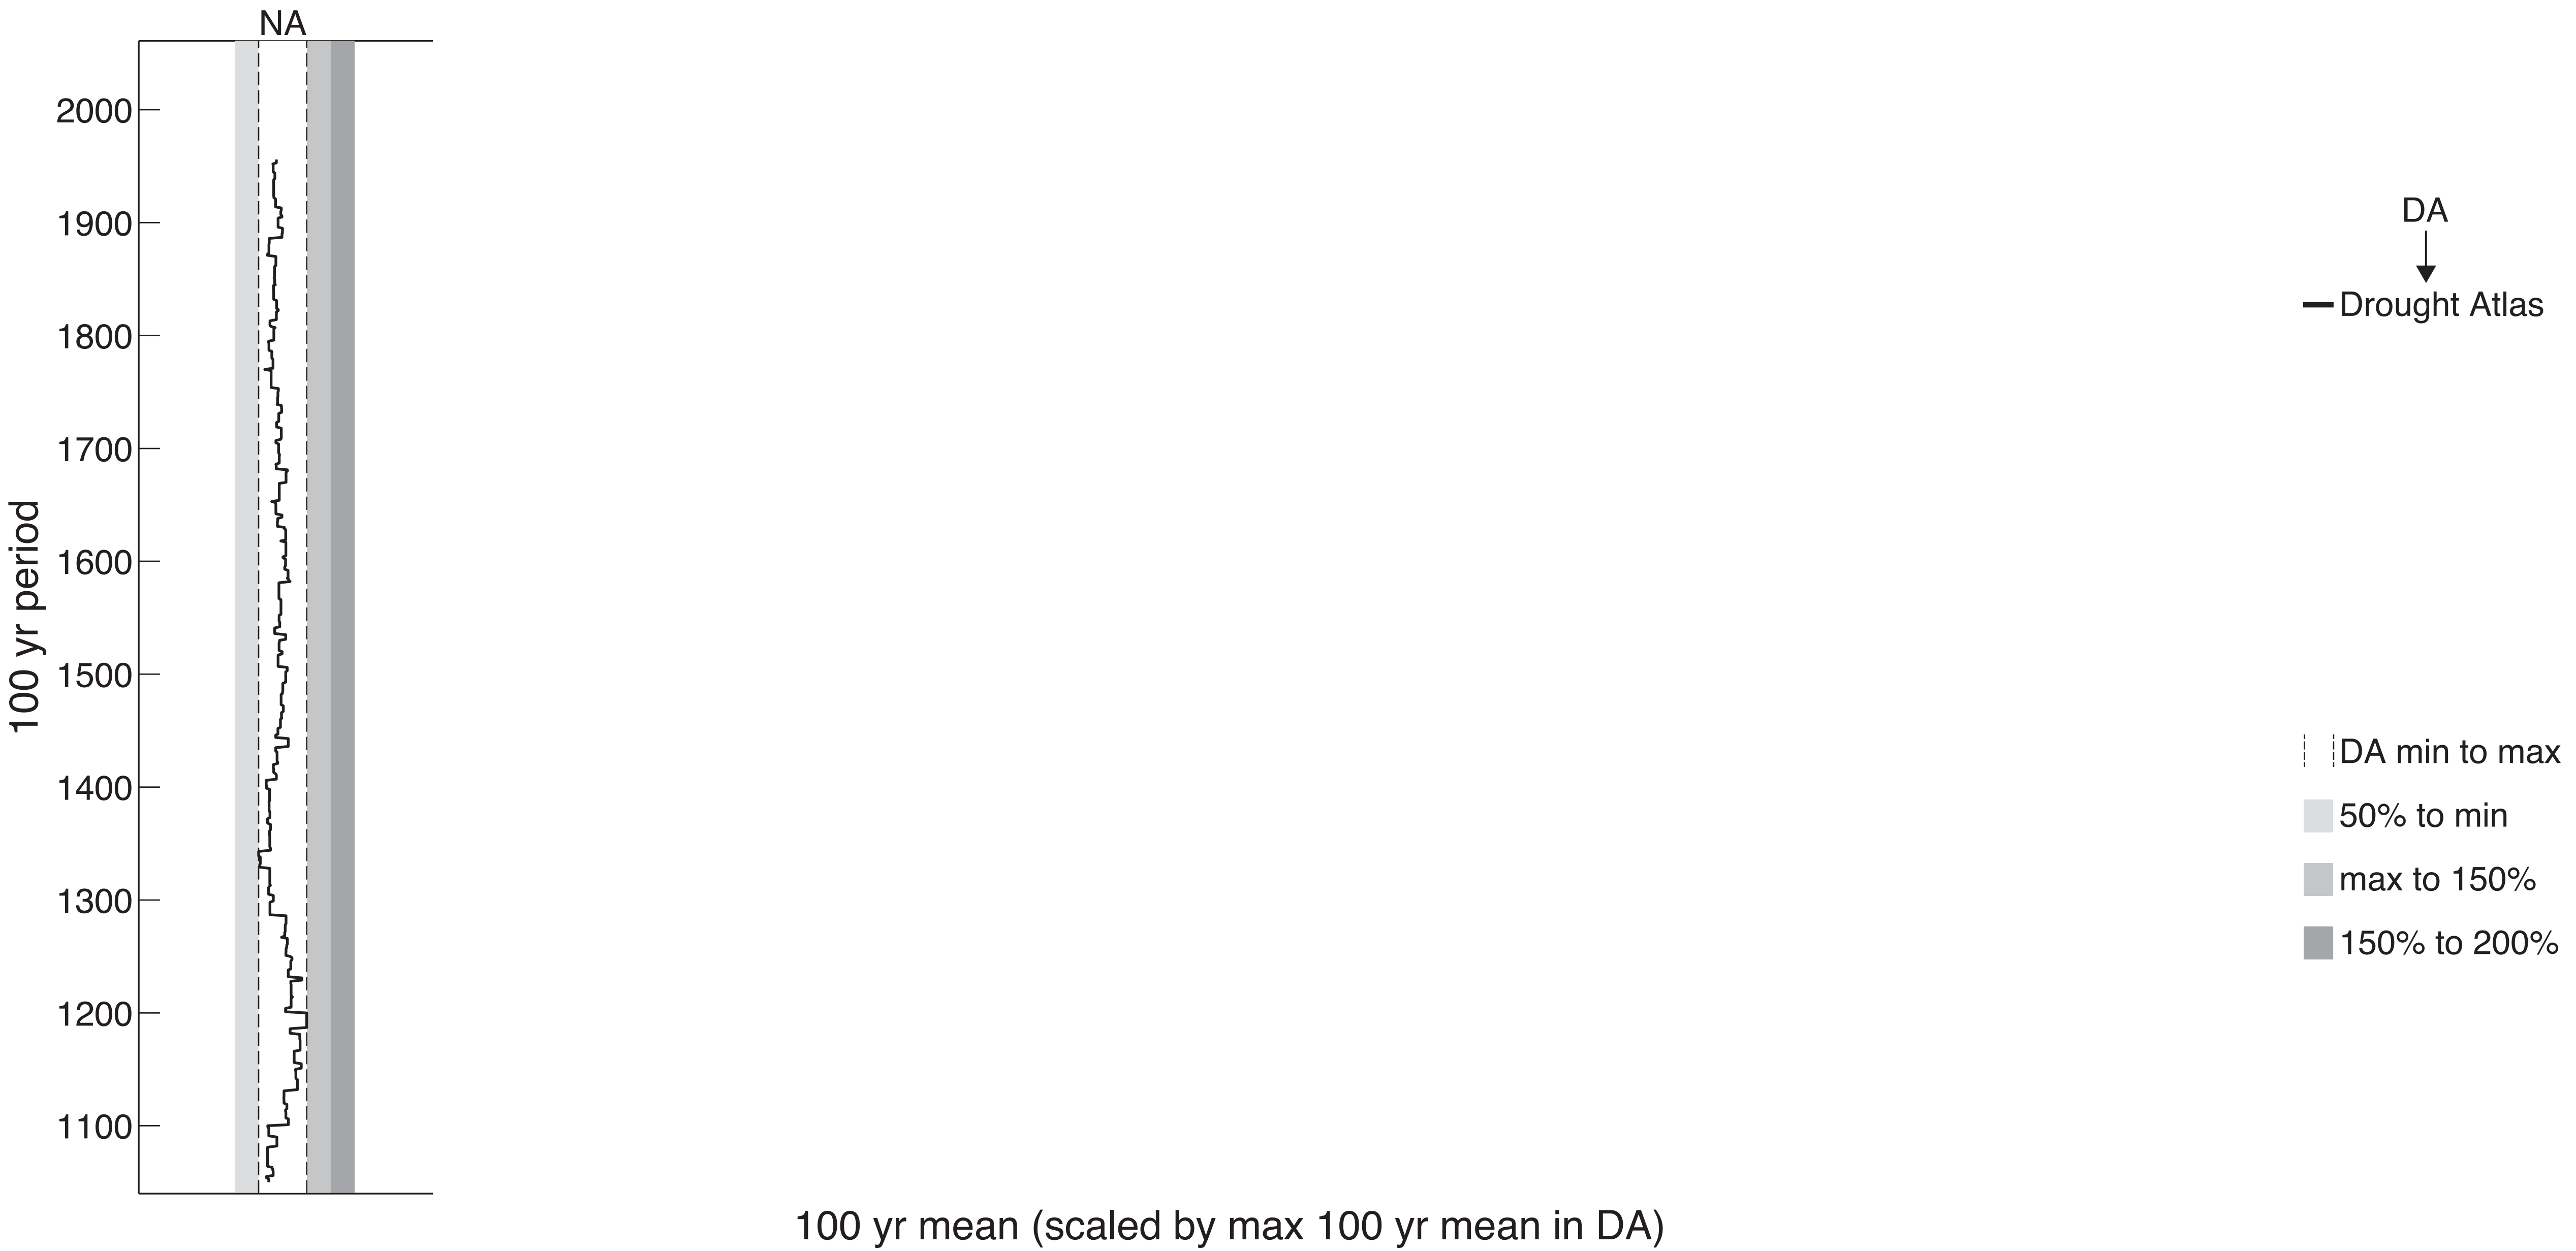 NA
2000
1900
1800
1700
1600
1500
1400
1300
1200
1100
100 yr period
100 yr mean (scaled by max 100 yr mean in DA)
DA
Drought Atlas
DA min to max
50% to min
max to 150%
150% to 200%